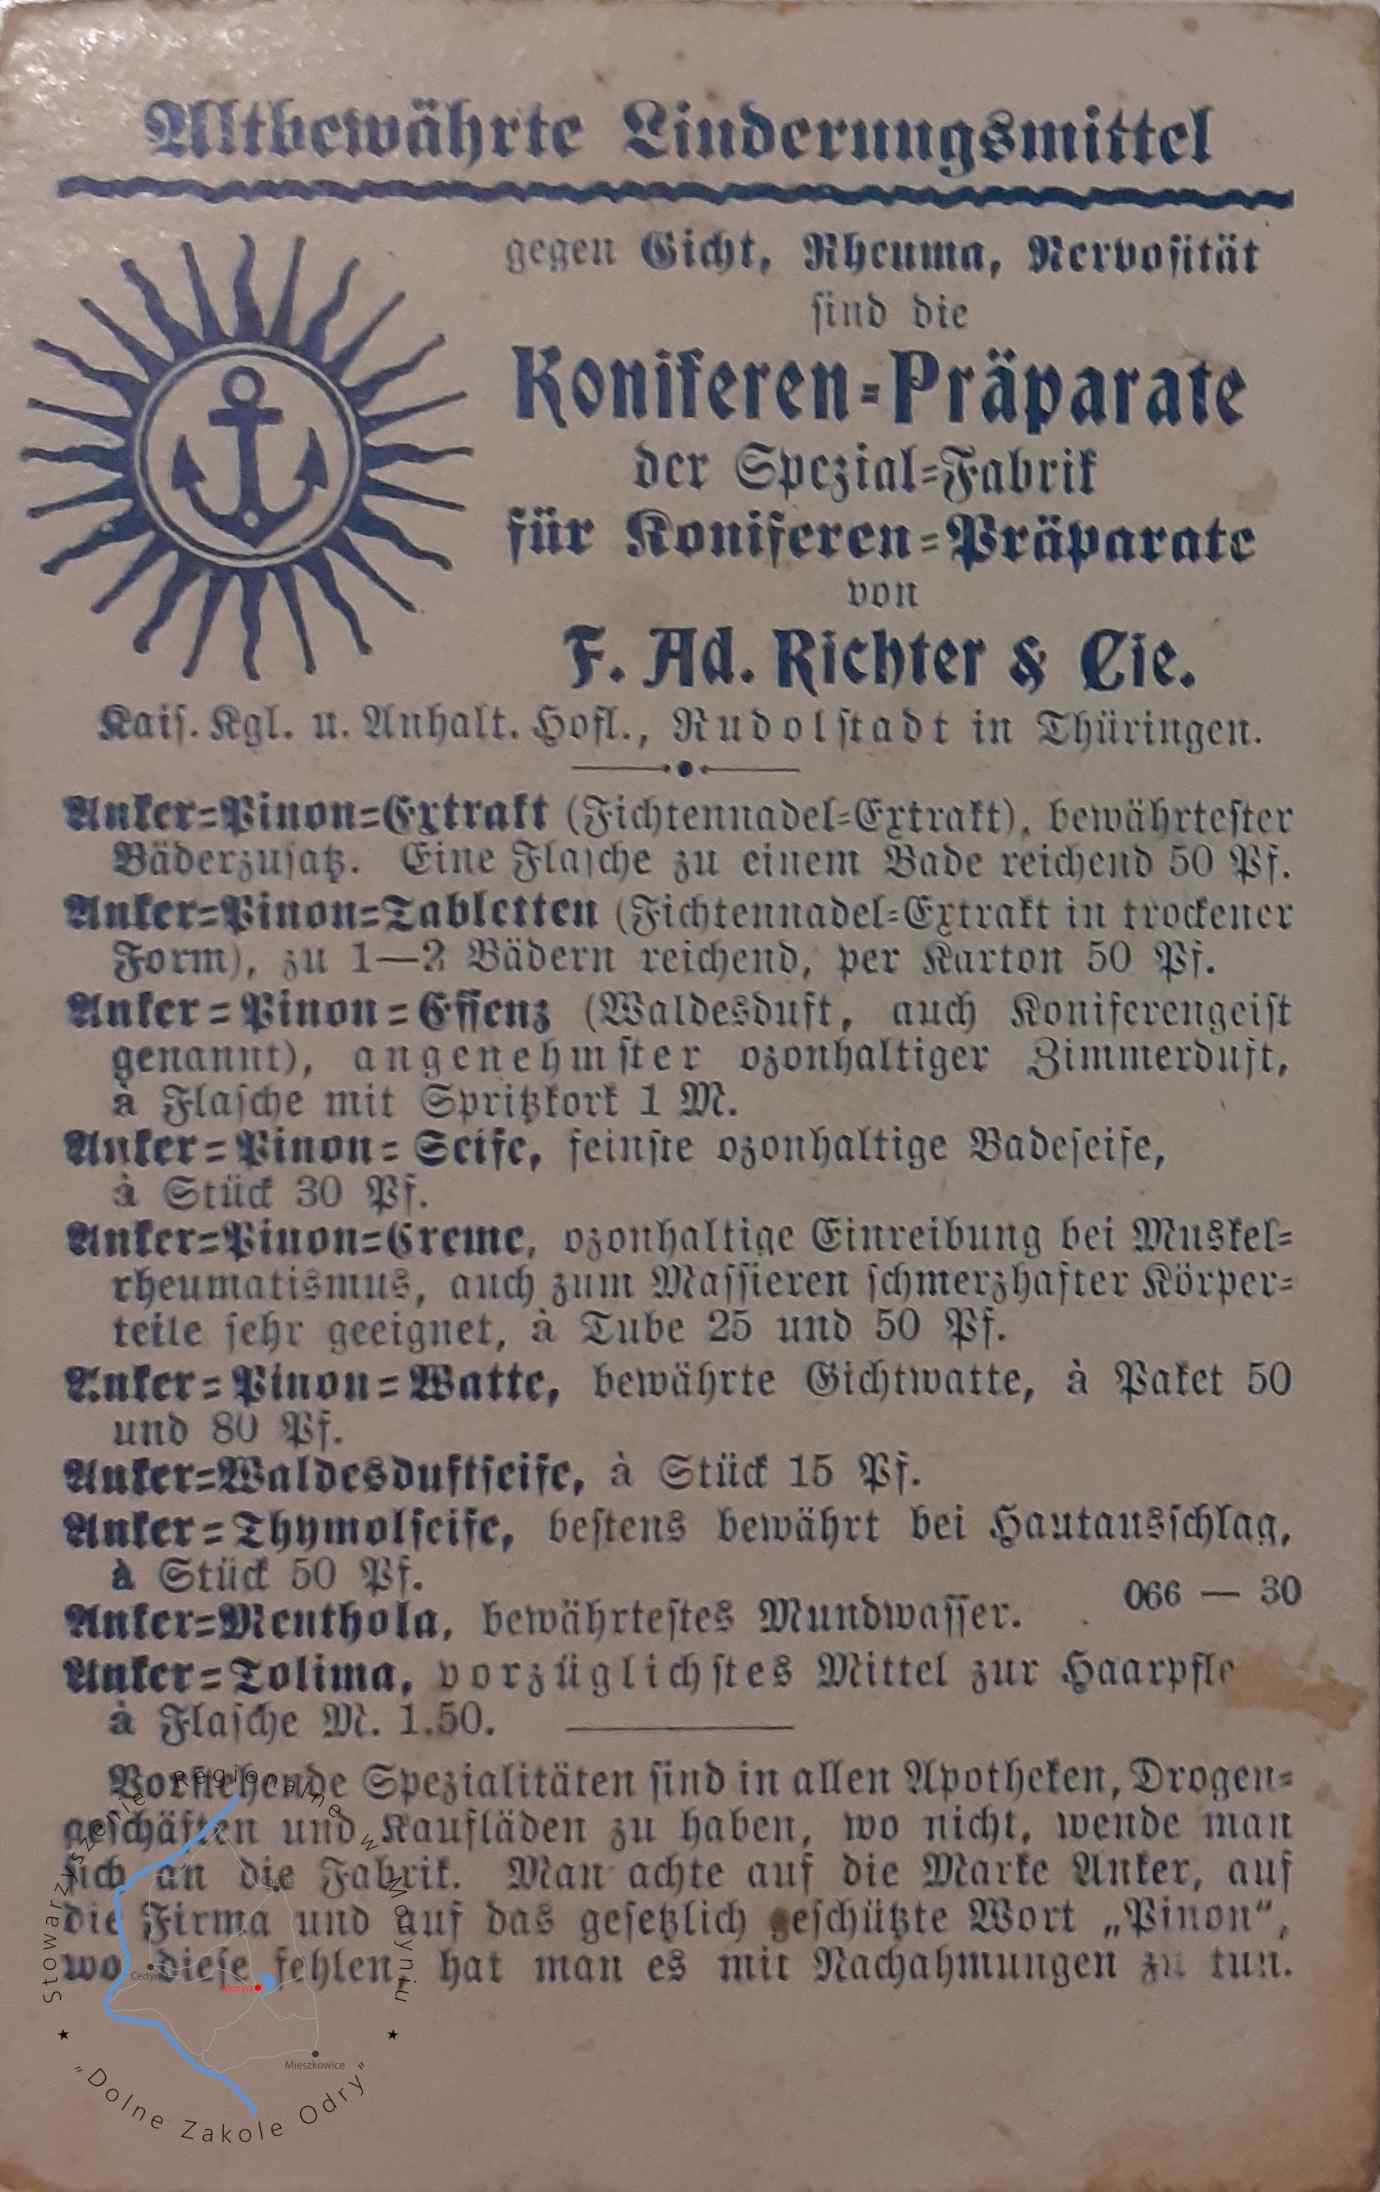 Altbewährte Linderungsmittel
gegen Gicht, Rheuma, Nervosität
sind die
Koniferen-Präparate
der Spezial-Fabrik
für Koniferen-Präparate
von
F. Ad. Richter & Cie.
Kais. Kgl. u. Anhalt. Hofl., Rudolstadt in Thüringen.
Anker-Pinon-Extrakt (Fichtennadel-Extrakt), bewährtester
Bäderzusatz. Eine Flasche zu einem Bade reichend 50 Pf.
Anker-Pinon-Tabletten (Fichtennadel-Extrakt in trockener
Form), zu 1—2 Bädern reichend, per Karton 50 Pf.
Anker-Pinon-Essenz (Waldesduft, auch Koniferengeist
genannt), angenehmster ozonhaltiger Zimmerduft,
à Flasche mit Spritzkork 1 M.
Anker-Pinon-Seife, feinste ozonhaltige Badeseife,
à Stück 30 Pf.
Anker-Pinon-Creme, ozonhaltige Einreibung bei Muskel-
rheumatismus, auch zum Massieren schmerzhafter Körper-
teile sehr geeignet, à Tube 25 und 50 Pf.
Anker-Pinon-Watte, bewährte Gichtwatte, à Paket 50
und 80 Pf.
Anker-Waldesduftseife, à Stück 15 Pf.
Anker-Thymolseife, bestens bewährt bei Hautausschlag,
à Stück 50 Pf.
066 — 30
Anker-Menthola, bewährtestes Mundwasser.
Anker-Tolima, vorzüglichstes Mittel zur Haarpfle
à Flasche M. 1.50.
Vorstehende Spezialitäten sind in allen Apotheken, Drogen-
geschäften und Kaufläden zu haben, wo nicht, wende man
sich an die Fabrik. Man achte auf die Marke Anker, auf
die Firma und auf das gesetzlich geschützte Wort „Pinon“,
wo diese fehlen, hat man es mit Nachahmungen zu tun.
Stowarzyszenie Regionalne w Moryniu
Mieszkowice
„Dolne Zakole Odry”